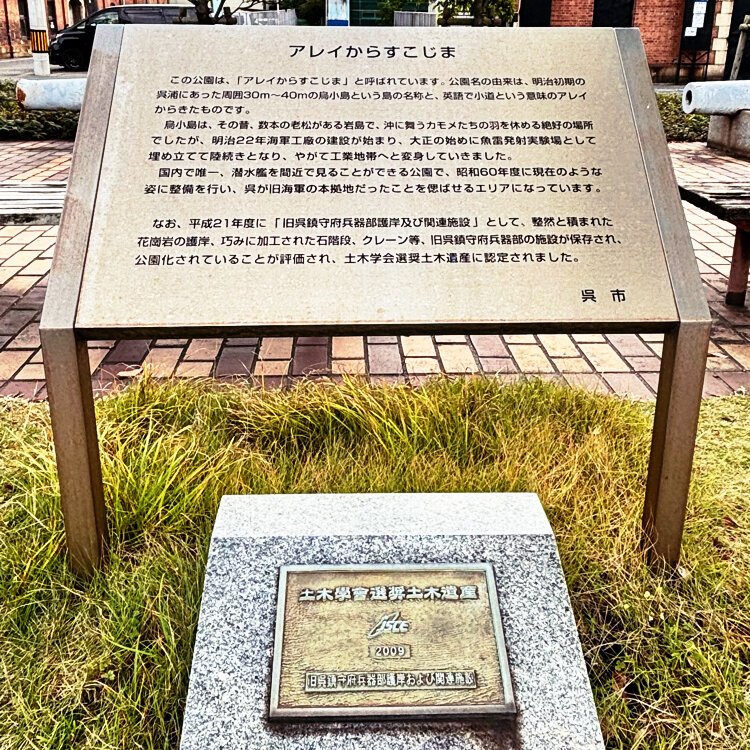 アレイからすこじま
この公園は、「アレイからすこじま」と呼ばれています。公園名の由来は、明治初期の
呉浦にあった周囲30m～40mの烏小島という島の名称と、英語で小道という意味のアレイ
からきたものです。
烏小島は、その昔、数本の老松がある岩島で、沖に舞うカモメたちの羽を休める絶好の場所
でしたが、明治22年海軍工廠の建設が始まり、大正の始めに魚雷発射実験場として
埋め立てて陸続きとなり、やがて工業地帯へと変身していきました。
国内で唯一、潜水艦を間近で見ることができる公園で、昭和60年度に現在のような
姿に整備を行い、呉が旧海軍の本拠地だったことを偲ばせるエリアになっています。
なお、平成21年度に「旧呉鎮守府兵器部護岸及び関連施設」として、整然と積まれた
花崗岩の護岸、巧みに加工された石階段、クレーン等、旧呉鎮守府兵器部の施設が保存され、
公園化されていることが評価され、土木学会選奨土木遺産に認定されました。
呉 市
土木學會選奨土木遺産
JSCE
2009
旧呉鎮守府兵器部護岸および関連施設